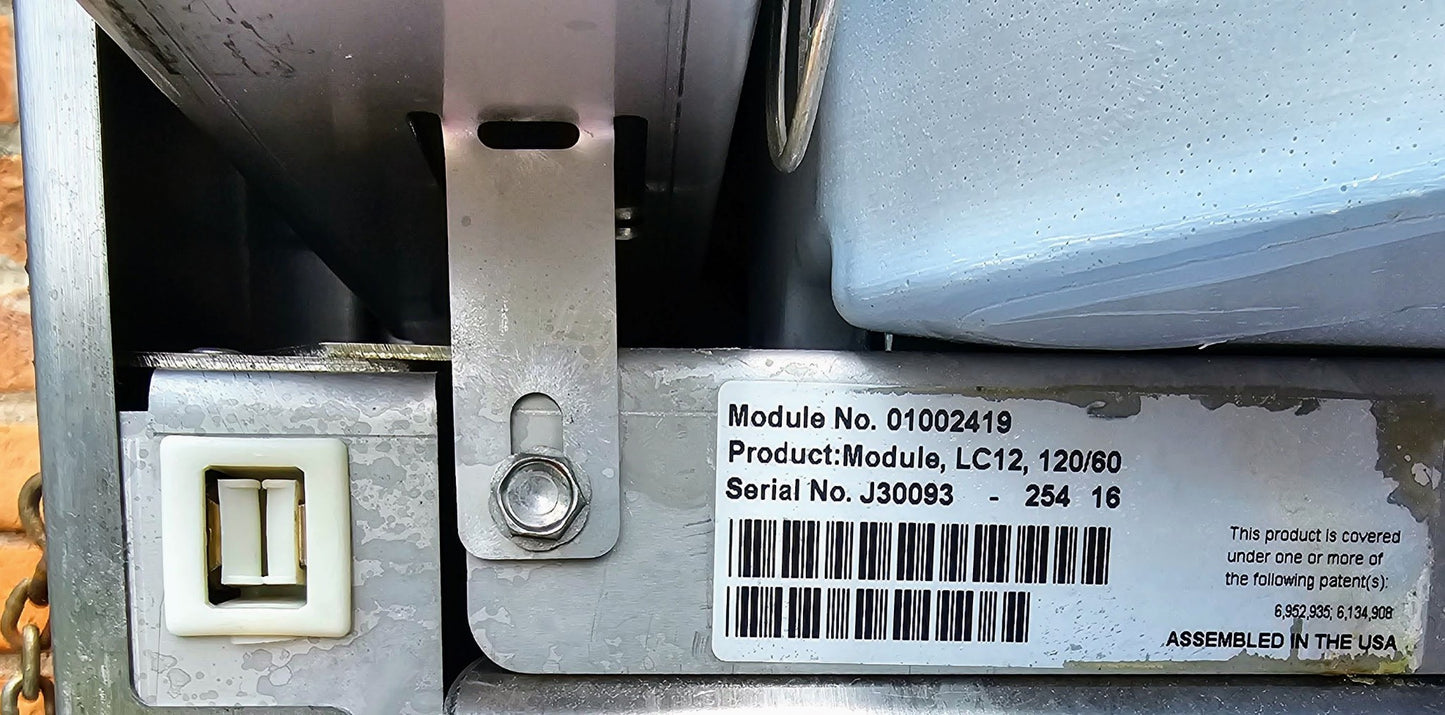 Module No. 01002419
Product:Module, LC12, 120/60
Serial No. J30093 - 254 16
This product is covered
under one or more of
the following patent(s):
6,952,935; 6,134,908
ASSEMBLED IN THE USA